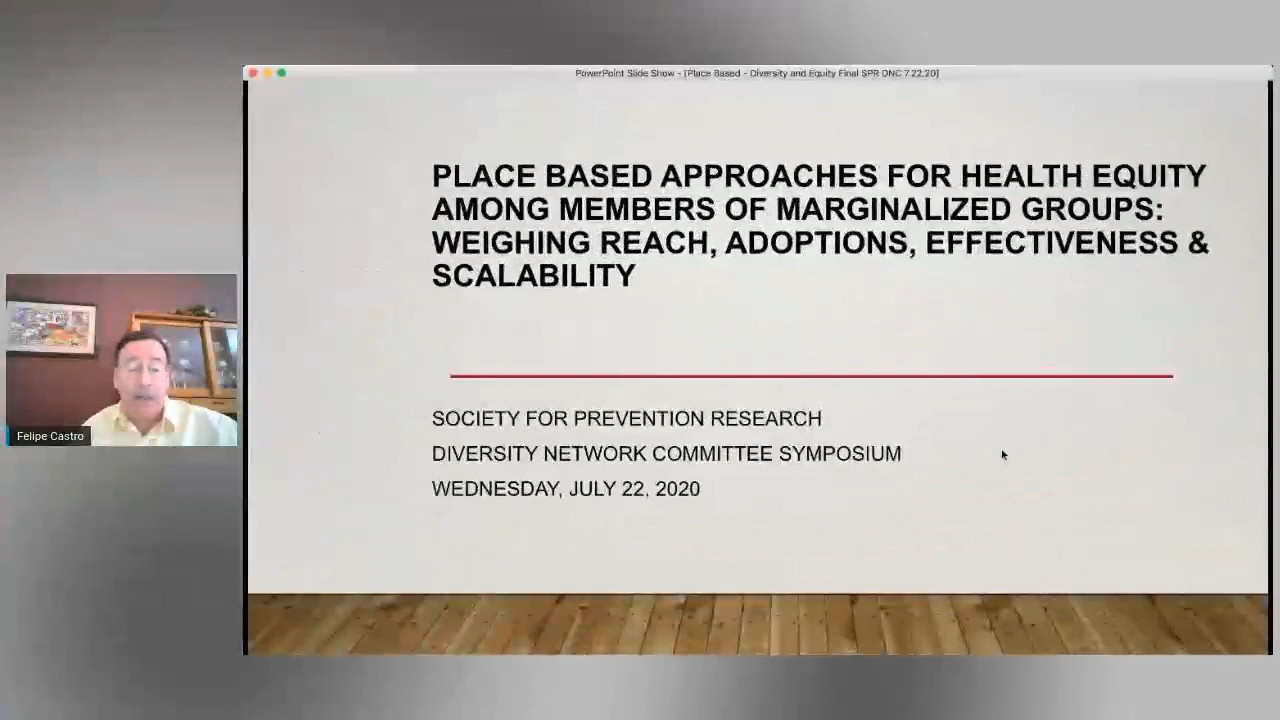 PowerPoint Slide Show - [Place Based - Diversity and Equity Final SPR DNC 7.22.20]
PLACE BASED APPROACHES FOR HEALTH EQUITY
AMONG MEMBERS OF MARGINALIZED GROUPS:
WEIGHING REACH, ADOPTIONS, EFFECTIVENESS &
SCALABILITY
SOCIETY FOR PREVENTION RESEARCH
DIVERSITY NETWORK COMMITTEE SYMPOSIUM
WEDNESDAY, JULY 22, 2020
Felipe Castro